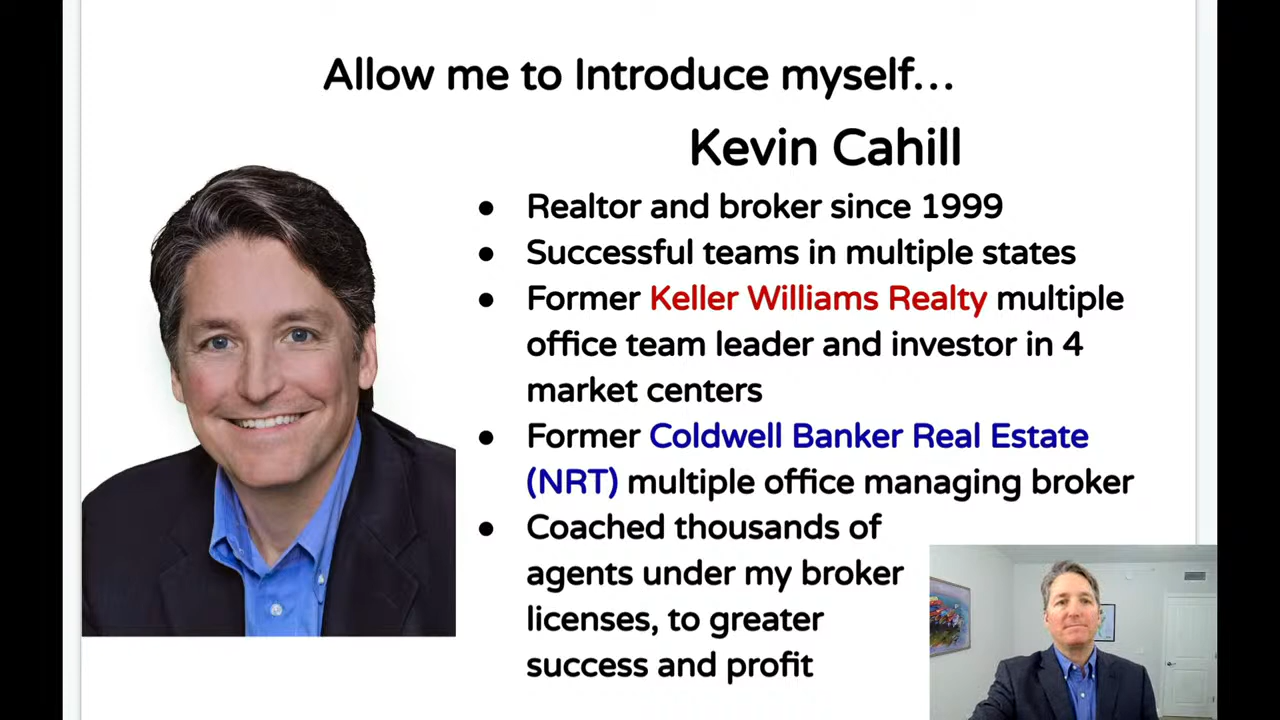 Allow me to Introduce myself...
Kevin Cahill
● Realtor and broker since 1999
● Successful teams in multiple states
● Former Keller Williams Realty multiple
office team leader and investor in 4
market centers
● Former Coldwell Banker Real Estate
(NRT) multiple office managing broker
● Coached thousands of
agents under my broker
licenses, to greater
success and profit